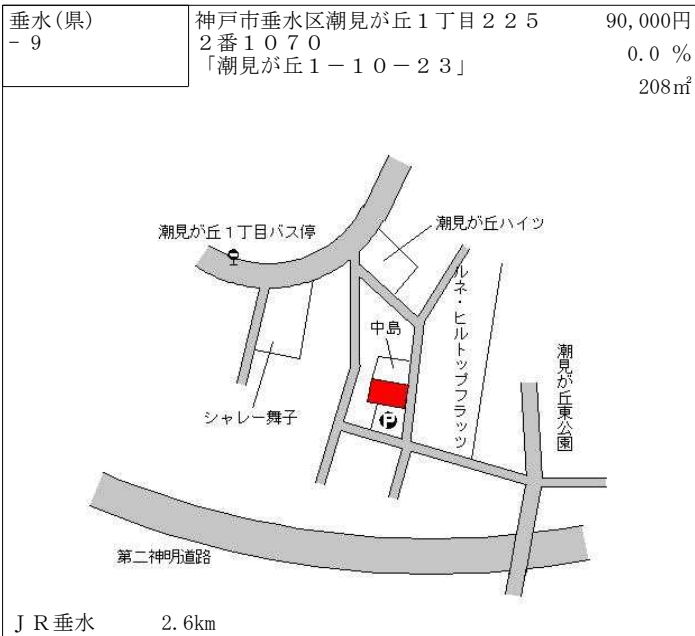 垂水(県)
－９
神戸市垂水区潮見が丘１丁目２２５
２番１０７０
「潮見が丘１－１０－２３」
90,000円
0.0 %
208㎡
潮見が丘１丁目バス停
潮見が丘ハイツ
ルネ・ヒルトップフラッツ
中島
潮見が丘東公園
シャレー舞子
P
第二神明道路
ＪＲ垂水 2.6km